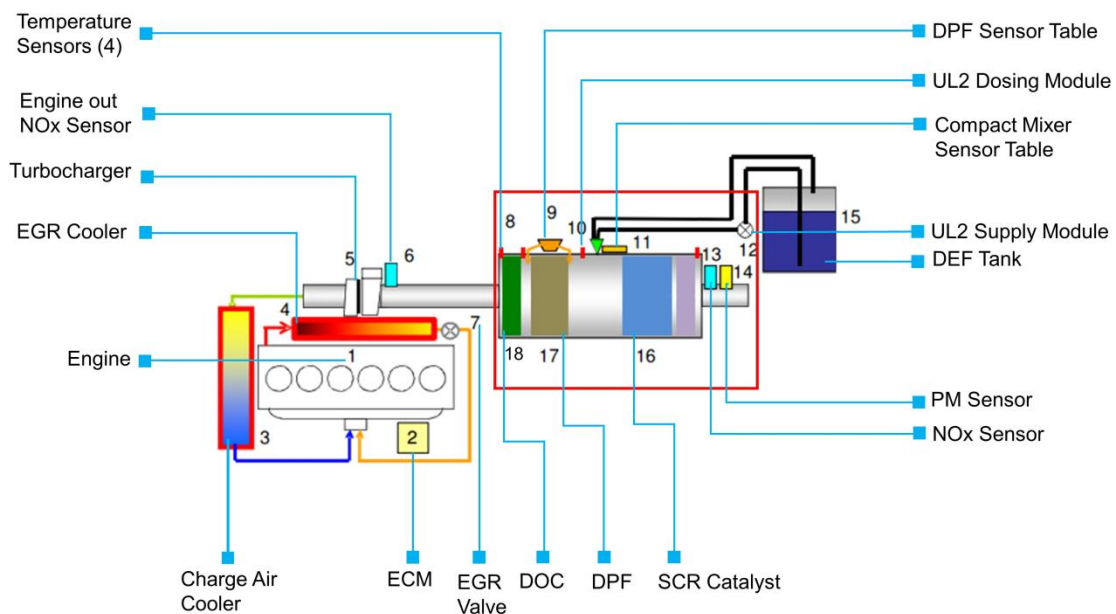 Temperature
Sensors (4)
Engine out
NOx Sensor
Turbocharger
EGR Cooler
Engine
DPF Sensor Table
UL2 Dosing Module
Compact Mixer
Sensor Table
UL2 Supply Module
DEF Tank
PM Sensor
NOx Sensor
1
2
3
4
5
6
7
8
9
10
11
12
13
14
15
16
17
18
Charge Air
Cooler
ECM
EGR
Valve
DOC
DPF
SCR Catalyst